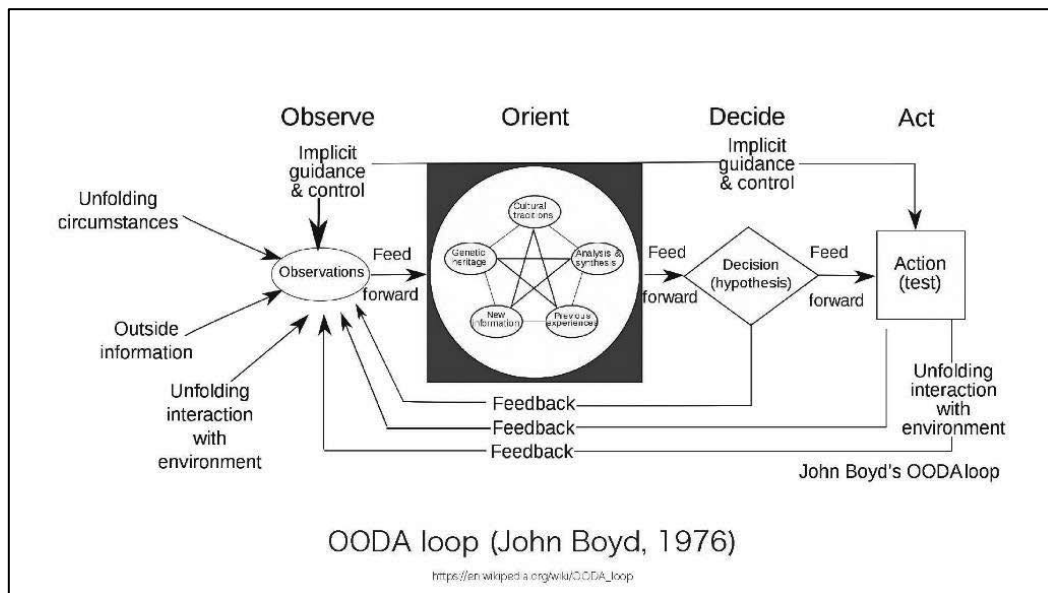 Observe
Orient
Decide
Act
Implicit
guidance
& control
Implicit
guidance
& control
Unfolding
circumstances
Observations
Feed
forward
Cultural
traditions
Genetic
heritage
Analysis &
synthesis
New
information
Previous
experiences
Feed
forward
Decision
(hypothesis)
Feed
forward
Action
(test)
Outside
information
Unfolding
interaction
with
environment
Feedback
Feedback
Feedback
Unfolding
interaction
with
environment
John Boyd's OODA loop
OODA loop (John Boyd, 1976)
https://en.wikipedia.org/wiki/OODA_loop